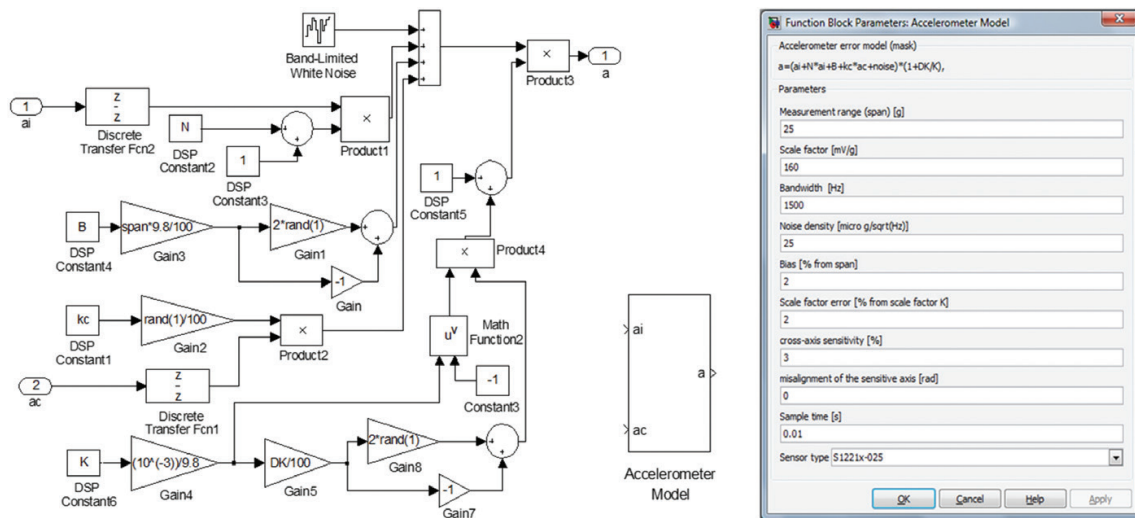 Band-Limited
White Noise
1
a
Product3
1
ai
z
z
Discrete
Transfer Fcn2
N
DSP
Constant2
1
DSP
Constant3
Product1
1
DSP
Constant5
B
DSP
Constant4
span*9.8/100
Gain3
2*rand(1)
Gain1
-1
Gain
Product4
kc
DSP
Constant1
rand(1)/100
Gain2
Product2
u^v
Math
Function2
-1
Constant3
2
ac
z
z
Discrete
Transfer Fcn1
K
DSP
Constant6
(10^(-3))/9.8
Gain4
DK/100
Gain5
2*rand(1)
Gain8
-1
Gain7
ai
a
ac
Accelerometer
Model
Function Block Parameters: Accelerometer Model
Accelerometer error model (mask)
a=(ai+N*ai+B+kc*ac+noise)*(1+DK/K),
Parameters
Measurement range (span) [g]
25
Scale factor [mV/g]
160
Bandwidth [Hz]
1500
Noise density [micro g/sqrt(Hz)]
25
Bias [% from span]
2
Scale factor error [% from scale factor K]
2
cross-axis sensitivity [%]
3
misalignment of the sensitive axis [rad]
0
Sample time [s]
0.01
Sensor type S1221x-025
OK Cancel Help Apply